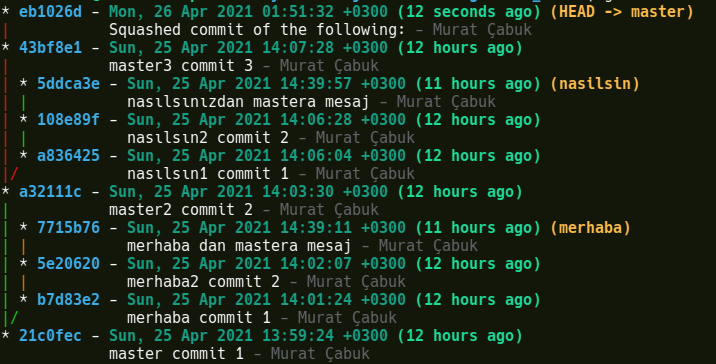 * eb1026d - Mon, 26 Apr 2021 01:51:32 +0300 (12 seconds ago) (HEAD -> master)
|           Squashed commit of the following: - Murat Çabuk
* 43bf8e1 - Sun, 25 Apr 2021 14:07:28 +0300 (12 hours ago)
|           master3 commit 3 - Murat Çabuk
| * 5ddca3e - Sun, 25 Apr 2021 14:39:57 +0300 (11 hours ago) (nasilsin)
| |           nasılsınızdan mastera mesaj - Murat Çabuk
| * 108e89f - Sun, 25 Apr 2021 14:06:28 +0300 (12 hours ago)
| |           nasılsın2 commit 2 - Murat Çabuk
| * a836425 - Sun, 25 Apr 2021 14:06:04 +0300 (12 hours ago)
|/            nasılsın1 commit 1 - Murat Çabuk
* a32111c - Sun, 25 Apr 2021 14:03:30 +0300 (12 hours ago)
|           master2 commit 2 - Murat Çabuk
| * 7715b76 - Sun, 25 Apr 2021 14:39:11 +0300 (11 hours ago) (merhaba)
| |           merhaba dan mastera mesaj - Murat Çabuk
| * 5e20620 - Sun, 25 Apr 2021 14:02:07 +0300 (12 hours ago)
| |           merhaba2 commit 2 - Murat Çabuk
| * b7d83e2 - Sun, 25 Apr 2021 14:01:24 +0300 (12 hours ago)
|/            merhaba commit 1 - Murat Çabuk
* 21c0fec - Sun, 25 Apr 2021 13:59:24 +0300 (12 hours ago)
            master commit 1 - Murat Çabuk